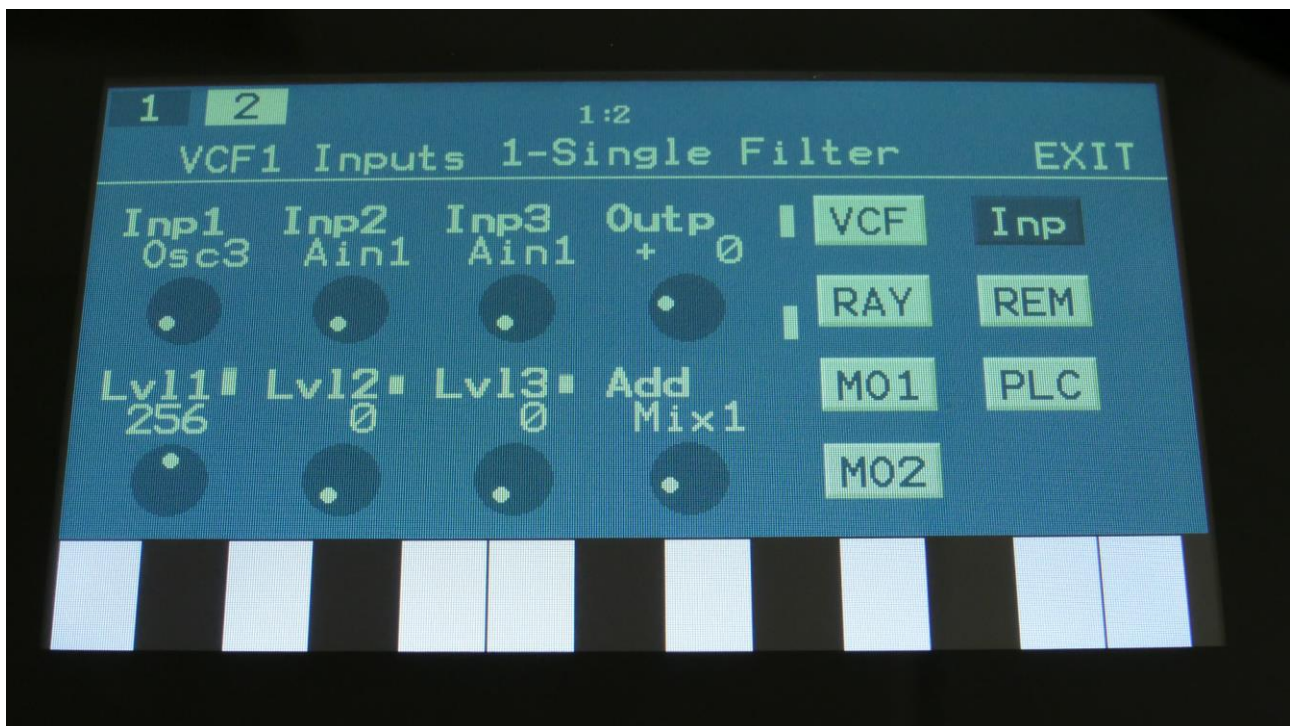 1 2 1:2
VCF1 Inputs 1-Single Filter EXIT
Inp1 Inp2 Inp3 Outp VCF Inp
Osc3 Ain1 Ain1 + 0
RAY REM
Lvl1 Lvl2 Lvl3 Add MO1 PLC
256 0 0 Mix1
MO2